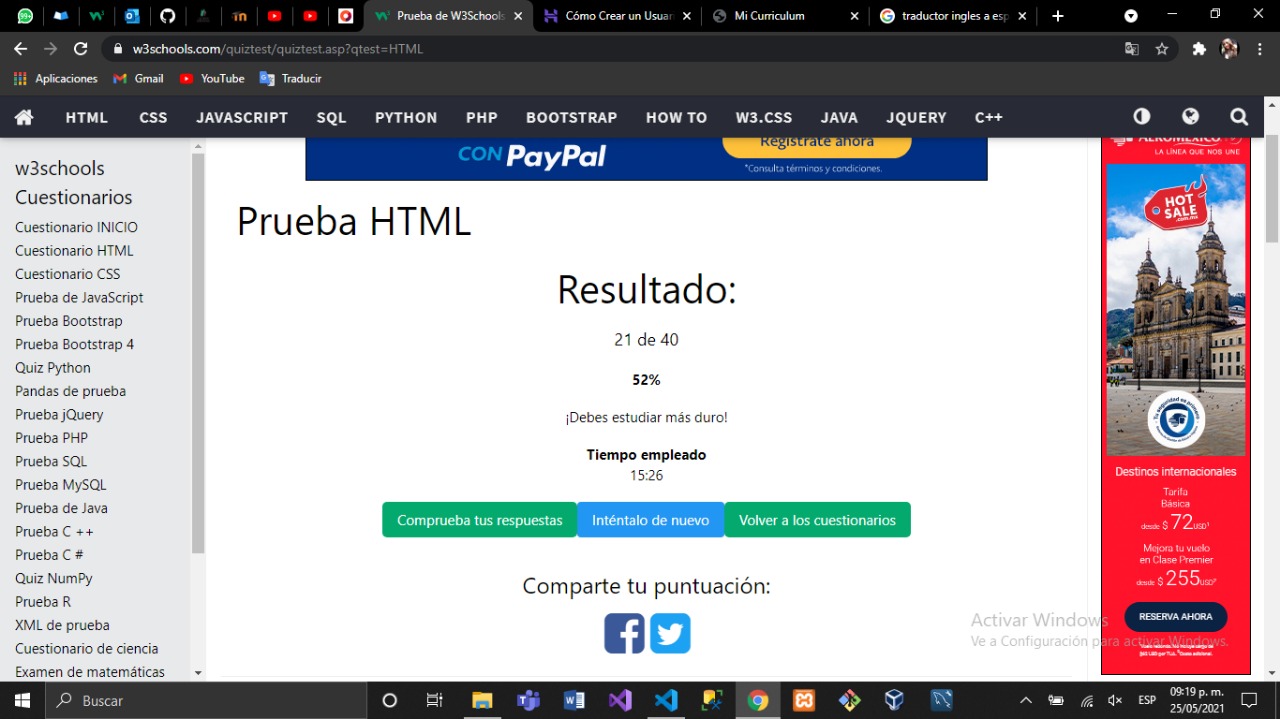 99+
Prueba de W3Schools
Cómo Crear un Usuar
Mi Curriculum
traductor ingles a esp
w3schools.com/quiztest/quiztest.asp?qtest=HTML
Aplicaciones
Gmail
YouTube
Traducir
HTML
CSS
JAVASCRIPT
SQL
PYTHON
PHP
BOOTSTRAP
HOW TO
W3.CSS
JAVA
JQUERY
C++
w3schools
Cuestionarios
Cuestionario INICIO
Cuestionario HTML
Cuestionario CSS
Prueba de JavaScript
Prueba Bootstrap
Prueba Bootstrap 4
Quiz Python
Pandas de prueba
Prueba jQuery
Prueba PHP
Prueba SQL
Prueba MySQL
Prueba de Java
Prueba C ++
Prueba C #
Quiz NumPy
Prueba R
XML de prueba
Cuestionario de ciencia
Examen de matemáticas
CON PayPal
Regístrate ahora
*Consulta términos y condiciones.
Prueba HTML
Resultado:
21 de 40
52%
¡Debes estudiar más duro!
Tiempo empleado
15:26
Comprueba tus respuestas
Inténtalo de nuevo
Volver a los cuestionarios
Comparte tu puntuación:
AEROMEXICO
LA LÍNEA QUE NOS UNE
HOT
SALE
.com.mx
Destinos internacionales
Tarifa
Básica
desde $ 72USD¹
Mejora tu vuelo
en Clase Premier
desde $ 255USD²
RESERVA AHORA
Activar Windows
Ve a Configuración para activar Windows.
Buscar
ESP
09:19 p. m.
25/05/2021